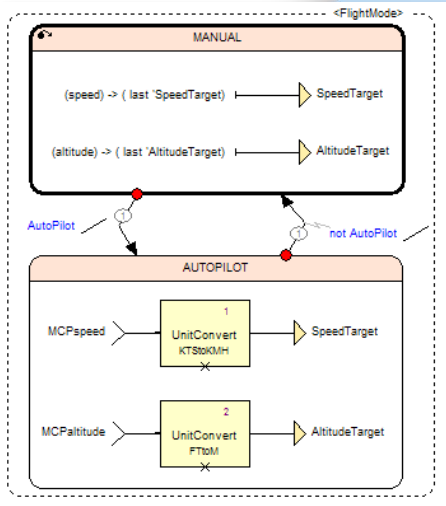 <FlightMode>
MANUAL
(speed) -> ( last 'SpeedTarget)
SpeedTarget
(altitude) -> ( last 'AltitudeTarget)
AltitudeTarget
1
AutoPilot
1
not AutoPilot
AUTOPILOT
1
MCPspeed
UnitConvert
KTStoKMH
SpeedTarget
2
MCPaltitude
UnitConvert
FTtoM
AltitudeTarget